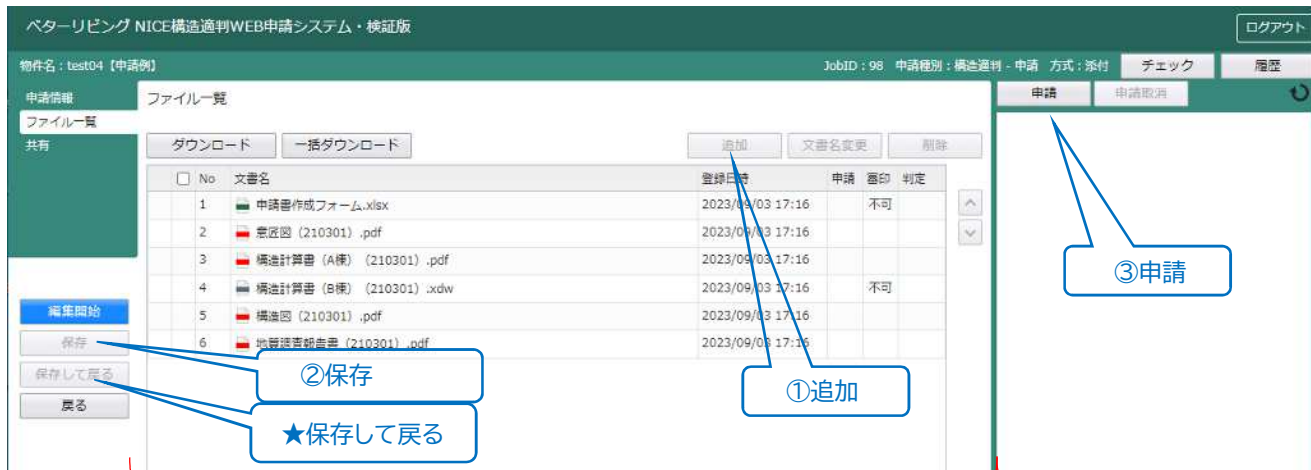 ベターリビング NICE構造適判WEB申請システム・検証版
ログアウト
物件名：test04【申請例】 JobID：98 申請種別：構造適判 - 申請 方式：添付 チェック 履歴
申請情報 ファイル一覧 申請 申請取消
ファイル一覧
共有
ダウンロード 一括ダウンロード 追加 文書名変更 削除
No 文書名 登録日時 申請 審印 判定
1 申請書作成フォーム.xlsx 2023/09/03 17:16 不可
2 意匠図（210301）.pdf 2023/09/03 17:16
3 構造計算書（A棟）（210301）.pdf 2023/09/03 17:16
4 構造計算書（B棟）（210301）.xdw 2023/09/03 17:16 不可
5 構造図（210301）.pdf 2023/09/03 17:16
6 地質調査報告書（210301）.pdf 2023/09/03 17:16
編集開始
保存
保存して戻る
戻る
②保存
★保存して戻る
①追加
③申請